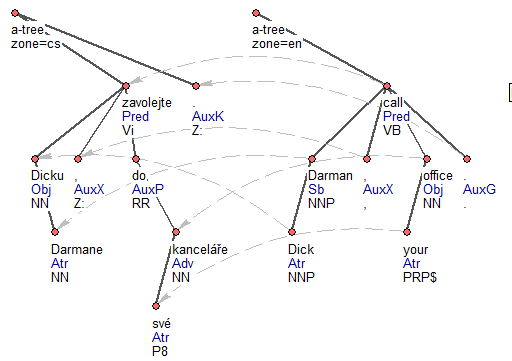 a-tree
zone=cs
a-tree
zone=en
zavolejte
Pred
Vi
.
AuxK
Z:
call
Pred
VB
Dicku
Obj
NN
,
AuxX
Z:
do,
AuxP
RR
Darman
Sb
NNP
,
AuxX
,
office
Obj
NN
.
AuxG
.
Darmane
Atr
NN
kanceláře
Adv
NN
Dick
Atr
NNP
your
Atr
PRP$
své
Atr
P8